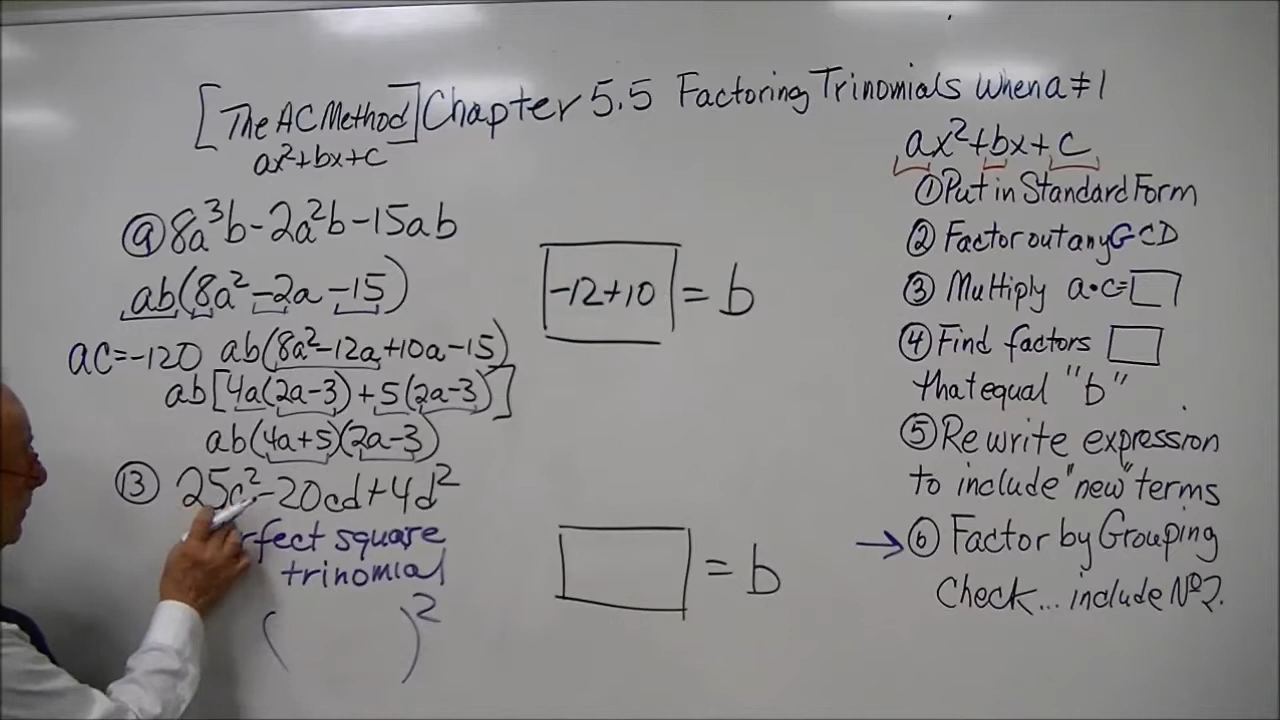 [The AC Method] Chapter 5.5 Factoring Trinomials When a ≠ 1
ax²+bx+c
ⓐ 8a³b-2a²b-15ab
ab(8a²-2a-15)
ac=-120 ab(8a²-12a+10a-15)
ab[4a(2a-3)+5(2a-3)]
ab(4a+5)(2a-3)
⑬ 25c²-20cd+4d²
square
trinomial
( )²
-12+10 = b
= b
ax²+bx+c
① Put in Standard Form
② Factor out any GCD
③ Multiply a·c=□
④ Find factors □
that equal "b"
⑤ Rewrite expression
to include "new" terms
→ ⑥ Factor by Grouping
Check... include Nº2.